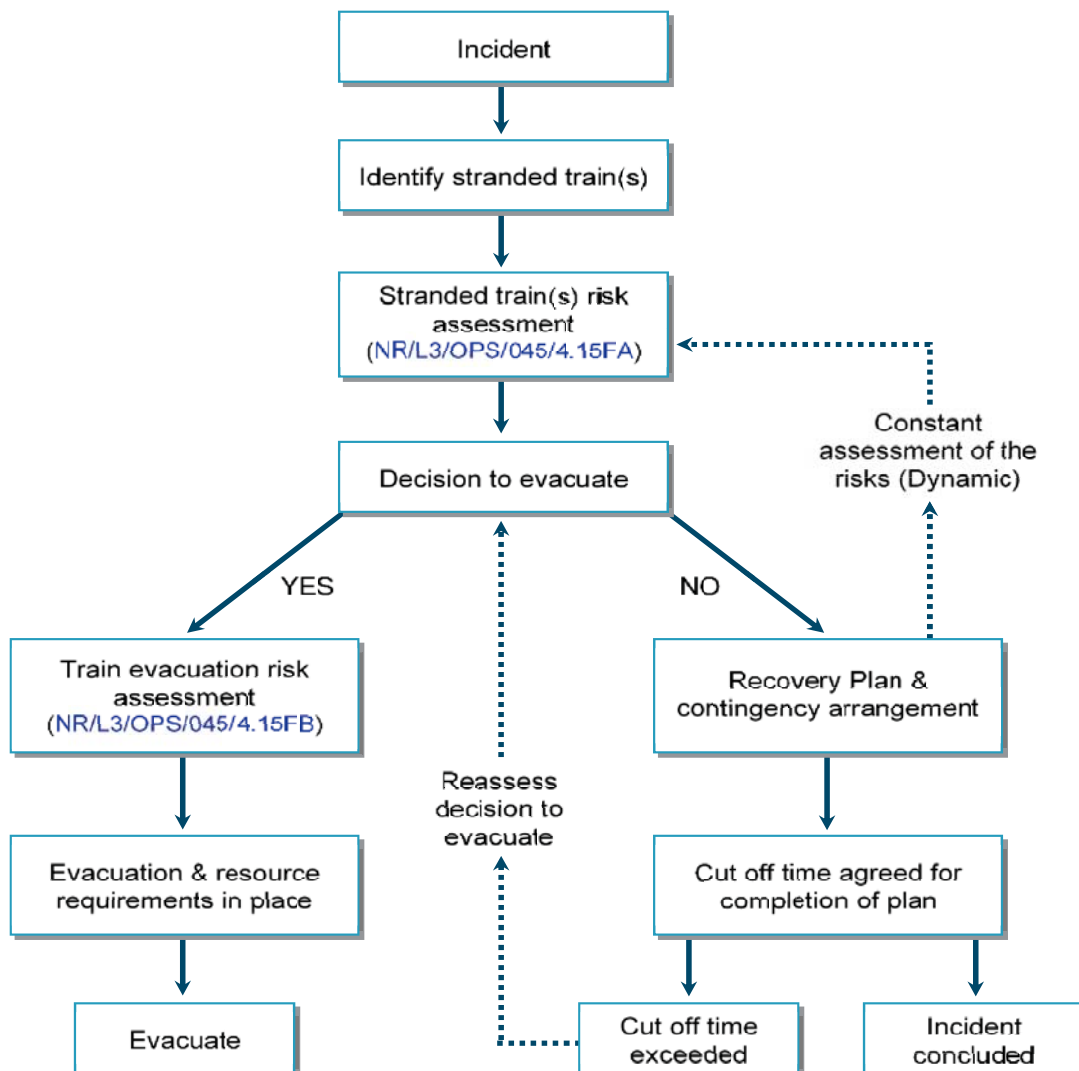 Incident
Identify stranded train(s)
Stranded train(s) risk
assessment
(NR/L3/OPS/045/4.15FA)
Constant
assessment of the
risks (Dynamic)
Decision to evacuate
YES
NO
Train evacuation risk
assessment
(NR/L3/OPS/045/4.15FB)
Recovery Plan &
contingency arrangement
Reassess
decision to
evacuate
Evacuation & resource
requirements in place
Cut off time agreed for
completion of plan
Evacuate
Cut off time
exceeded
Incident
concluded